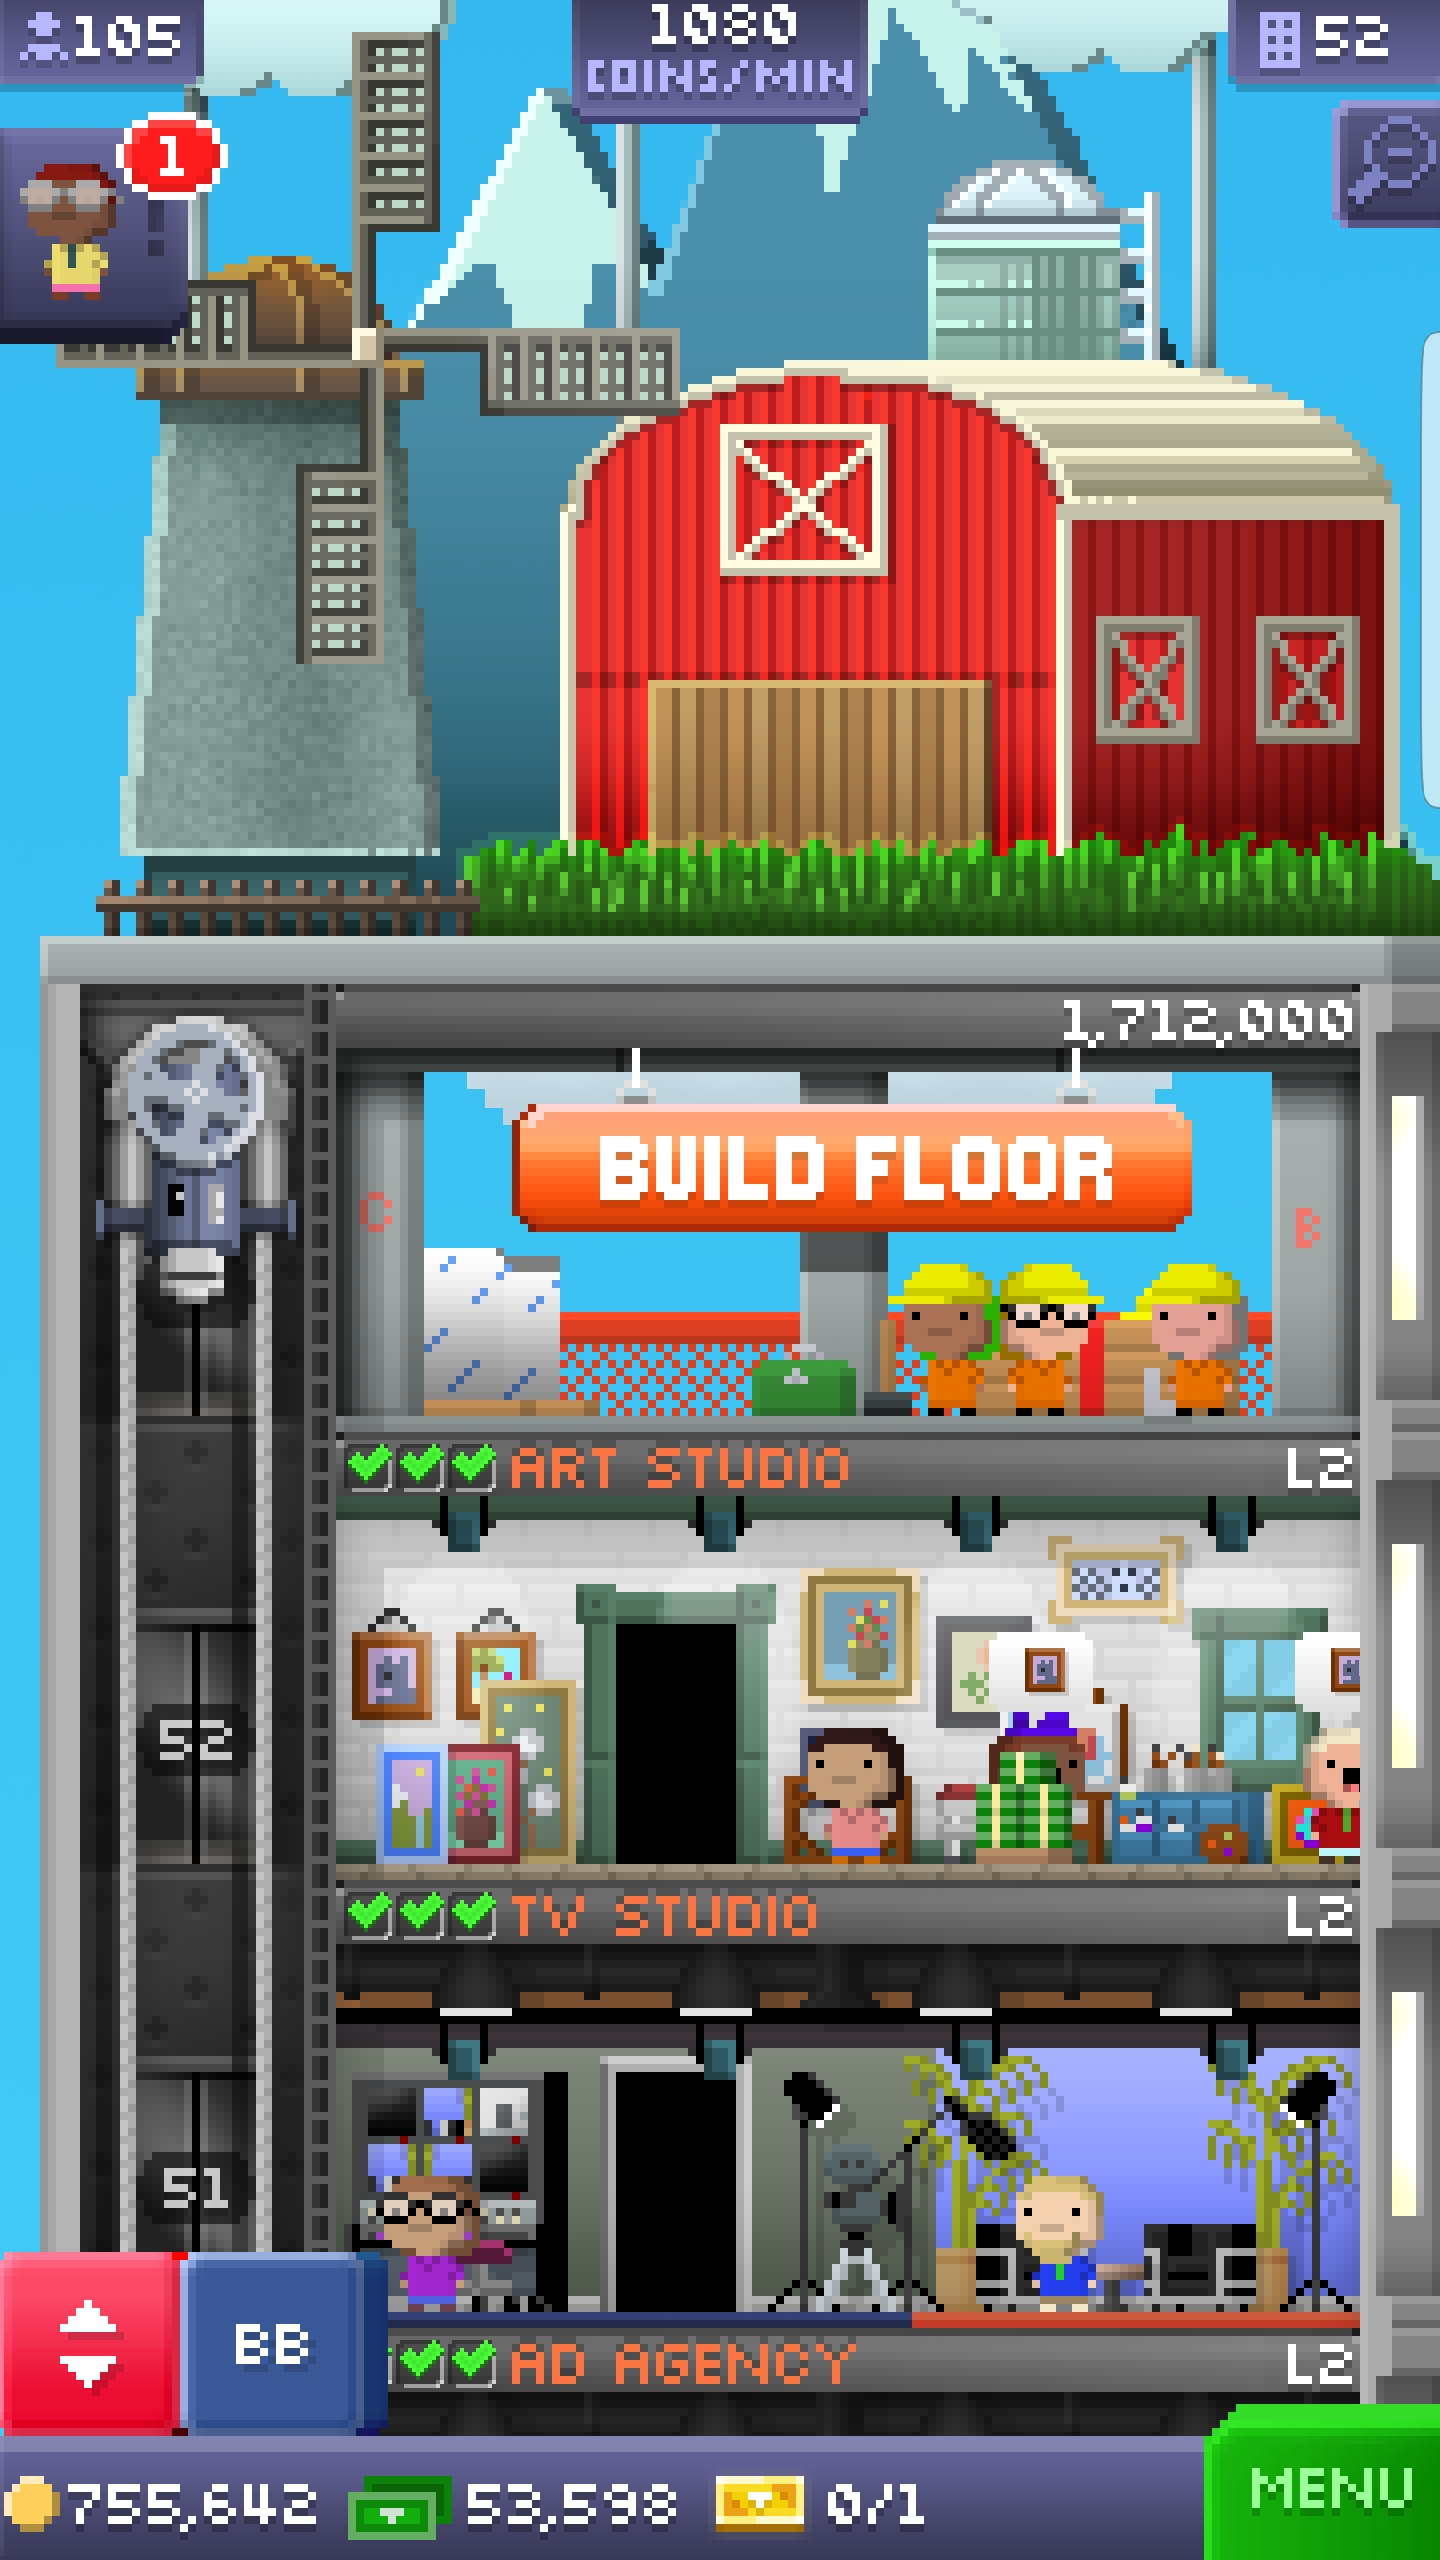 105
1080
COINS/MIN
52
1
1,712,000
BUILD FLOOR
C
B
ART STUDIO L2
52
TV STUDIO L2
51
BB
AD AGENCY L2
755,642 53,598 0/1
MENU